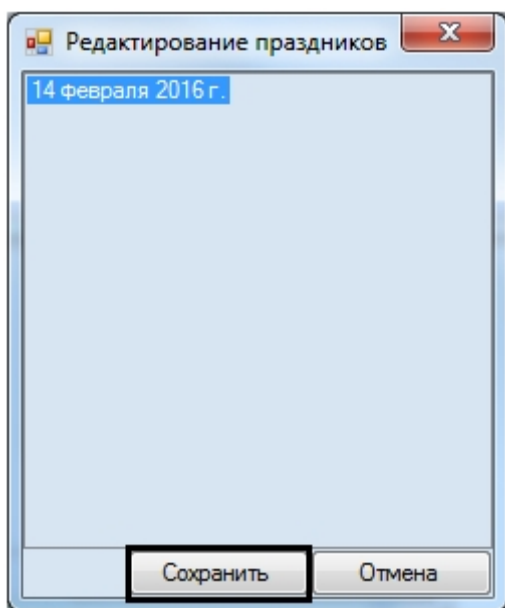 Редактирование праздников
14 февраля 2016 г.
Сохранить
Отмена